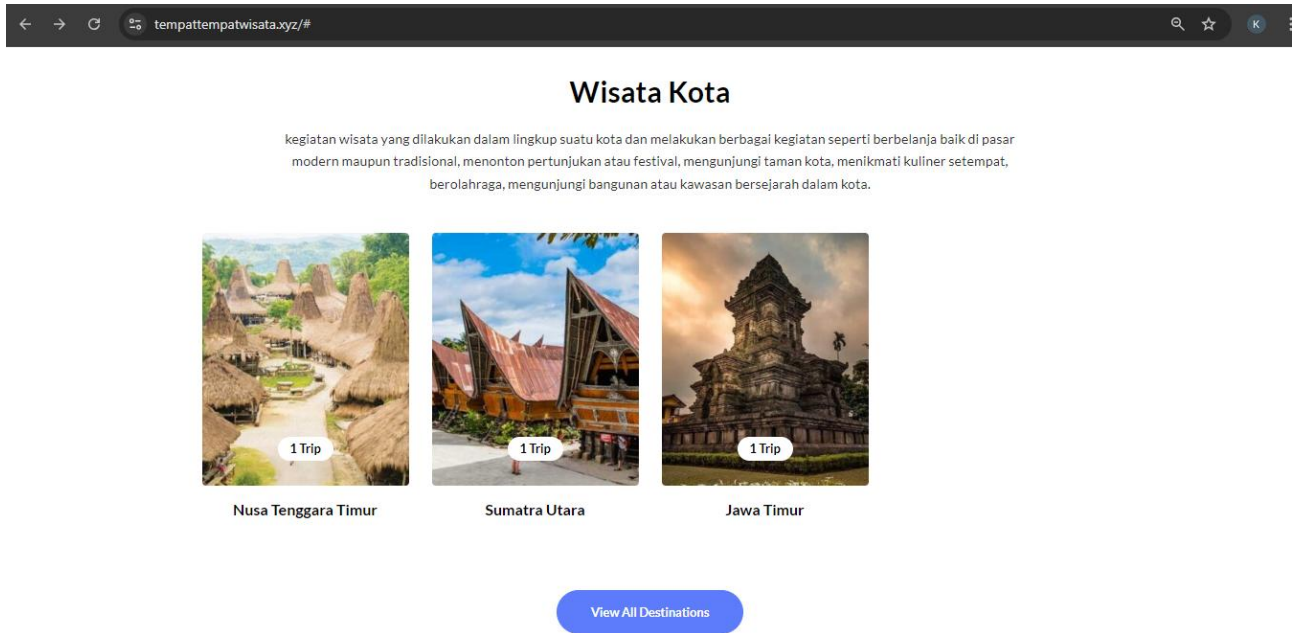 tempattempatwisata.xyz/#
K
Wisata Kota
kegiatan wisata yang dilakukan dalam lingkup suatu kota dan melakukan berbagai kegiatan seperti berbelanja baik di pasar
modern maupun tradisional, menonton pertunjukan atau festival, mengunjungi taman kota, menikmati kuliner setempat,
berolahraga, mengunjungi bangunan atau kawasan bersejarah dalam kota.
1 Trip
1 Trip
1 Trip
Nusa Tenggara Timur
Sumatra Utara
Jawa Timur
View All Destinations